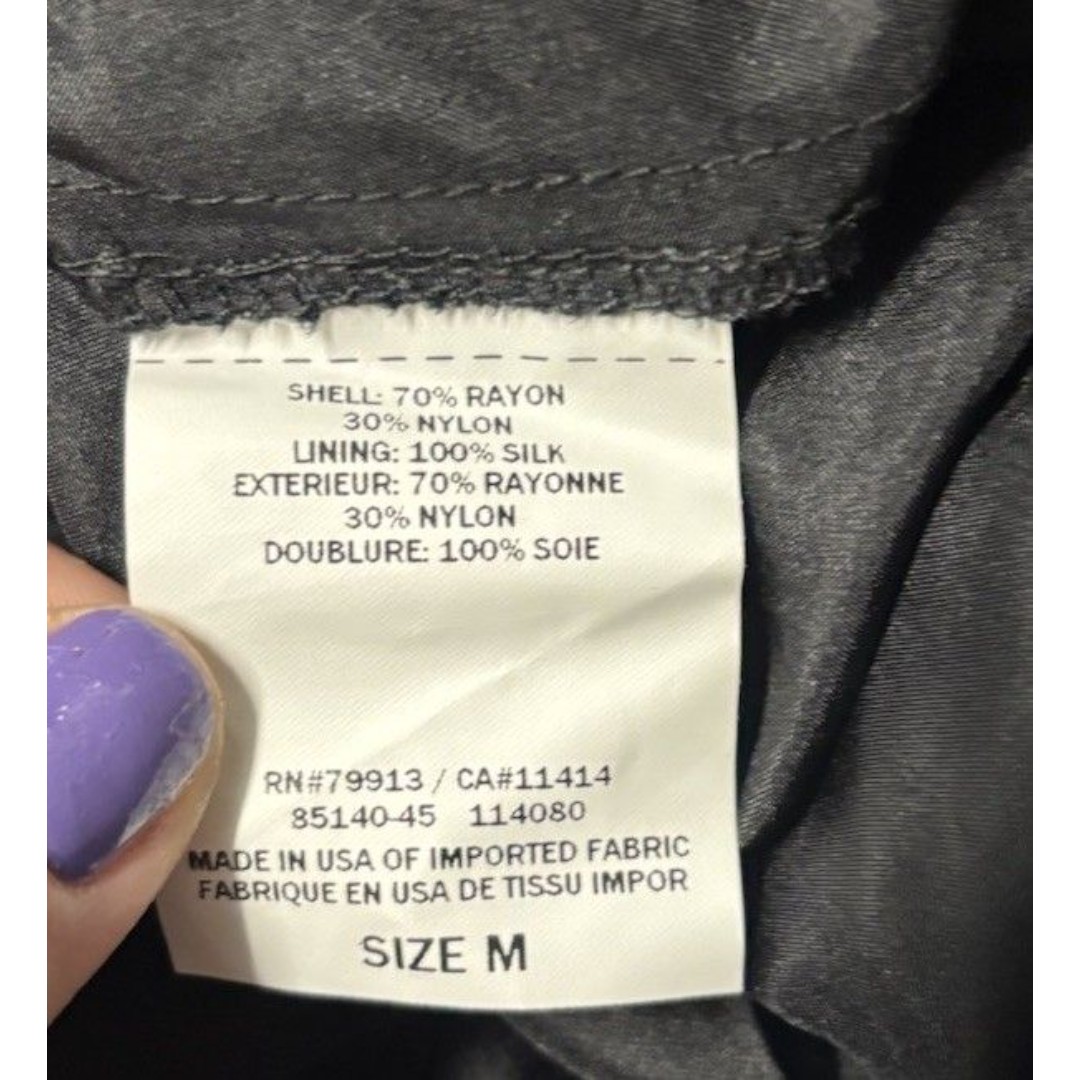 SHELL: 70% RAYON
30% NYLON
LINING: 100% SILK
EXTERIEUR: 70% RAYONNE
30% NYLON
DOUBLURE: 100% SOIE
RN#79913 / CA#11414
85140-45 114080
MADE IN USA OF IMPORTED FABRIC
FABRIQUE EN USA DE TISSU IMPOR
SIZE M